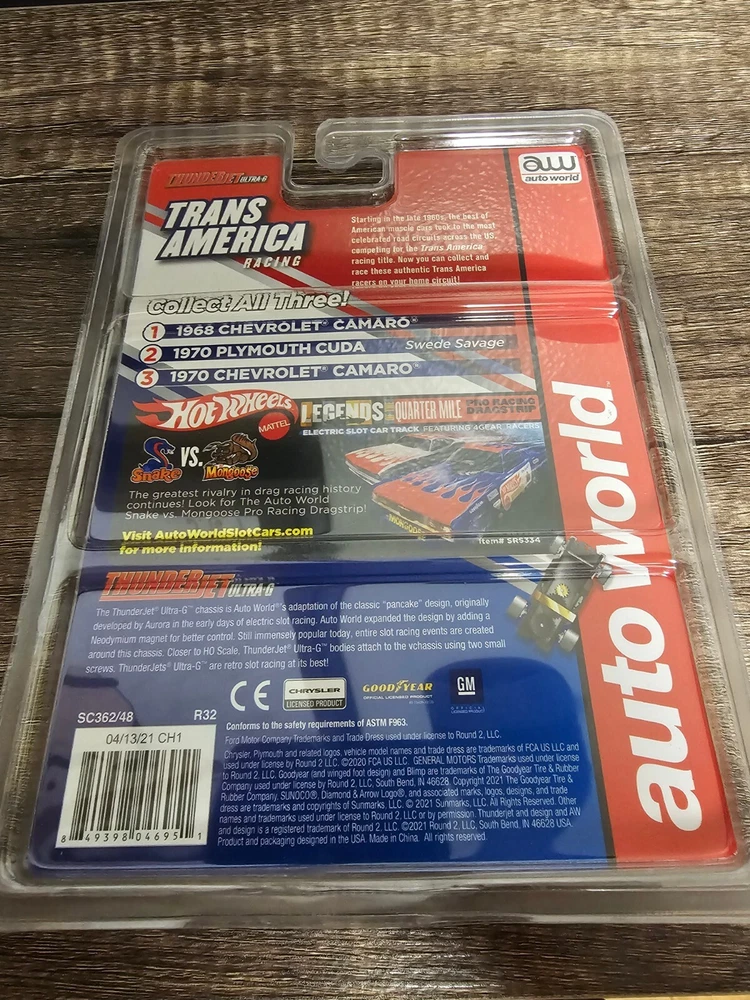 THUNDERJET ULTRA-G
aw
auto world
TRANS
AMERICA
RACING
Starting in the late 1960s, the best of
American muscle cars took to the most
celebrated road circuits across the US,
competing for the Trans America
racing title. Now you can collect and
race these authentic Trans America
racers on your home circuit!
Collect All Three!
1 1968 CHEVROLET® CAMARO®
2 1970 PLYMOUTH CUDA Swede Savage
3 1970 CHEVROLET® CAMARO®
Hot Wheels
MATTEL
LEGENDS OF THE QUARTER MILE PRO RACING
DRAGSTRIP
ELECTRIC SLOT CAR TRACK FEATURING 4GEAR RACERS
Snake VS. Mongoose
The greatest rivalry in drag racing history
continues! Look for The Auto World
Snake vs. Mongoose Pro Racing Dragstrip!
MONGOOSE
Visit AutoWorldSlotCars.com
for more information!
Item# SRS334
THUNDERJET ULTRA-G
The ThunderJet® Ultra-G™ chassis is Auto World®'s adaptation of the classic "pancake" design, originally
developed by Aurora in the early days of electric slot racing. Auto World expanded the design by adding a
Neodymium magnet for better control. Still immensely popular today, entire slot racing events are created
around this chassis. Closer to HO Scale, ThunderJet® Ultra-G™ bodies attach to the vchassis using two small
screws. ThunderJets® Ultra-G™ are retro slot racing at its best!
CE
CHRYSLER
LICENSED PRODUCT
GOODYEAR
OFFICIAL LICENSED PRODUCT
GM
OFFICIAL
LICENSED PRODUCT
SC362/48 R32
04/13/21 CH1
8 49398 04695 1
Conforms to the safety requirements of ASTM F963.
Ford Motor Company Trademarks and Trade Dress used under license to Round 2, LLC.
Chrysler, Plymouth and related logos, vehicle model names and trade dress are trademarks of FCA US LLC and
used under license by Round 2 LLC. ©2020 FCA US LLC. GENERAL MOTORS Trademarks used under license
to Round 2, LLC. Goodyear (and winged foot design) and Blimp are trademarks of The Goodyear Tire & Rubber
Company used under license by Round 2, LLC, South Bend, IN 46628. Copyright 2021 The Goodyear Tire &
Rubber Company. SUNOCO®, Diamond & Arrow Logo®, and associated marks, logos, designs, and trade
dress are trademarks and copyrights of Sunmarks, LLC. © 2021 Sunmarks, LLC. All Rights Reserved. Other
names and trademarks used under license to Round 2, LLC or by permission. Thunderjet and design and AW
and design is a registered trademark of Round 2, LLC. ©2021 Round 2, LLC, South Bend, IN 46628 USA.
Product and packaging designed in the USA. Made in China. All rights reserved.
auto world